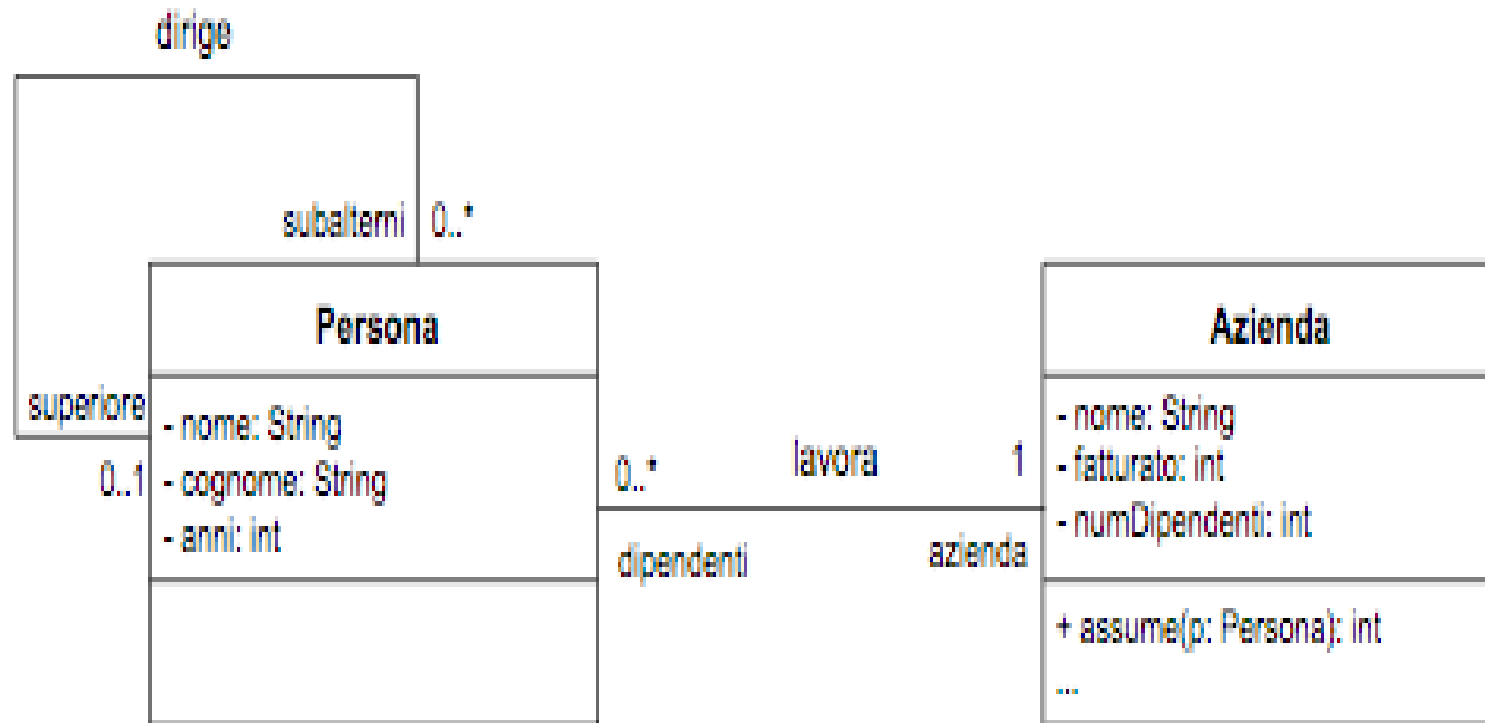 dirige
subalterni 0..*
Persona
superiore
0..1
- nome: String
- cognome: String
- anni: int
0..* lavora 1
dipendenti azienda
Azienda
- nome: String
- fatturato: int
- numDipendenti: int
+ assume(p: Persona): int
...